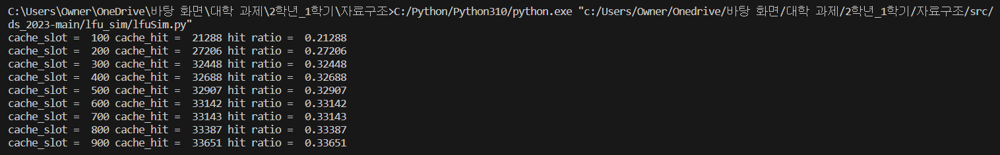 C:\Users\Owner\OneDrive\바탕 화면\대학 과제\2학년_1학기\자료구조>C:/Python/Python310/python.exe "c:/Users/Owner/Onedrive/바탕 화면/대학 과제/2학년_1학기/자료구조/src/
ds_2023-main/lfu_sim/lfuSim.py"
cache_slot =  100 cache_hit =  21288 hit ratio =  0.21288
cache_slot =  200 cache_hit =  27206 hit ratio =  0.27206
cache_slot =  300 cache_hit =  32448 hit ratio =  0.32448
cache_slot =  400 cache_hit =  32688 hit ratio =  0.32688
cache_slot =  500 cache_hit =  32907 hit ratio =  0.32907
cache_slot =  600 cache_hit =  33142 hit ratio =  0.33142
cache_slot =  700 cache_hit =  33143 hit ratio =  0.33143
cache_slot =  800 cache_hit =  33387 hit ratio =  0.33387
cache_slot =  900 cache_hit =  33651 hit ratio =  0.33651